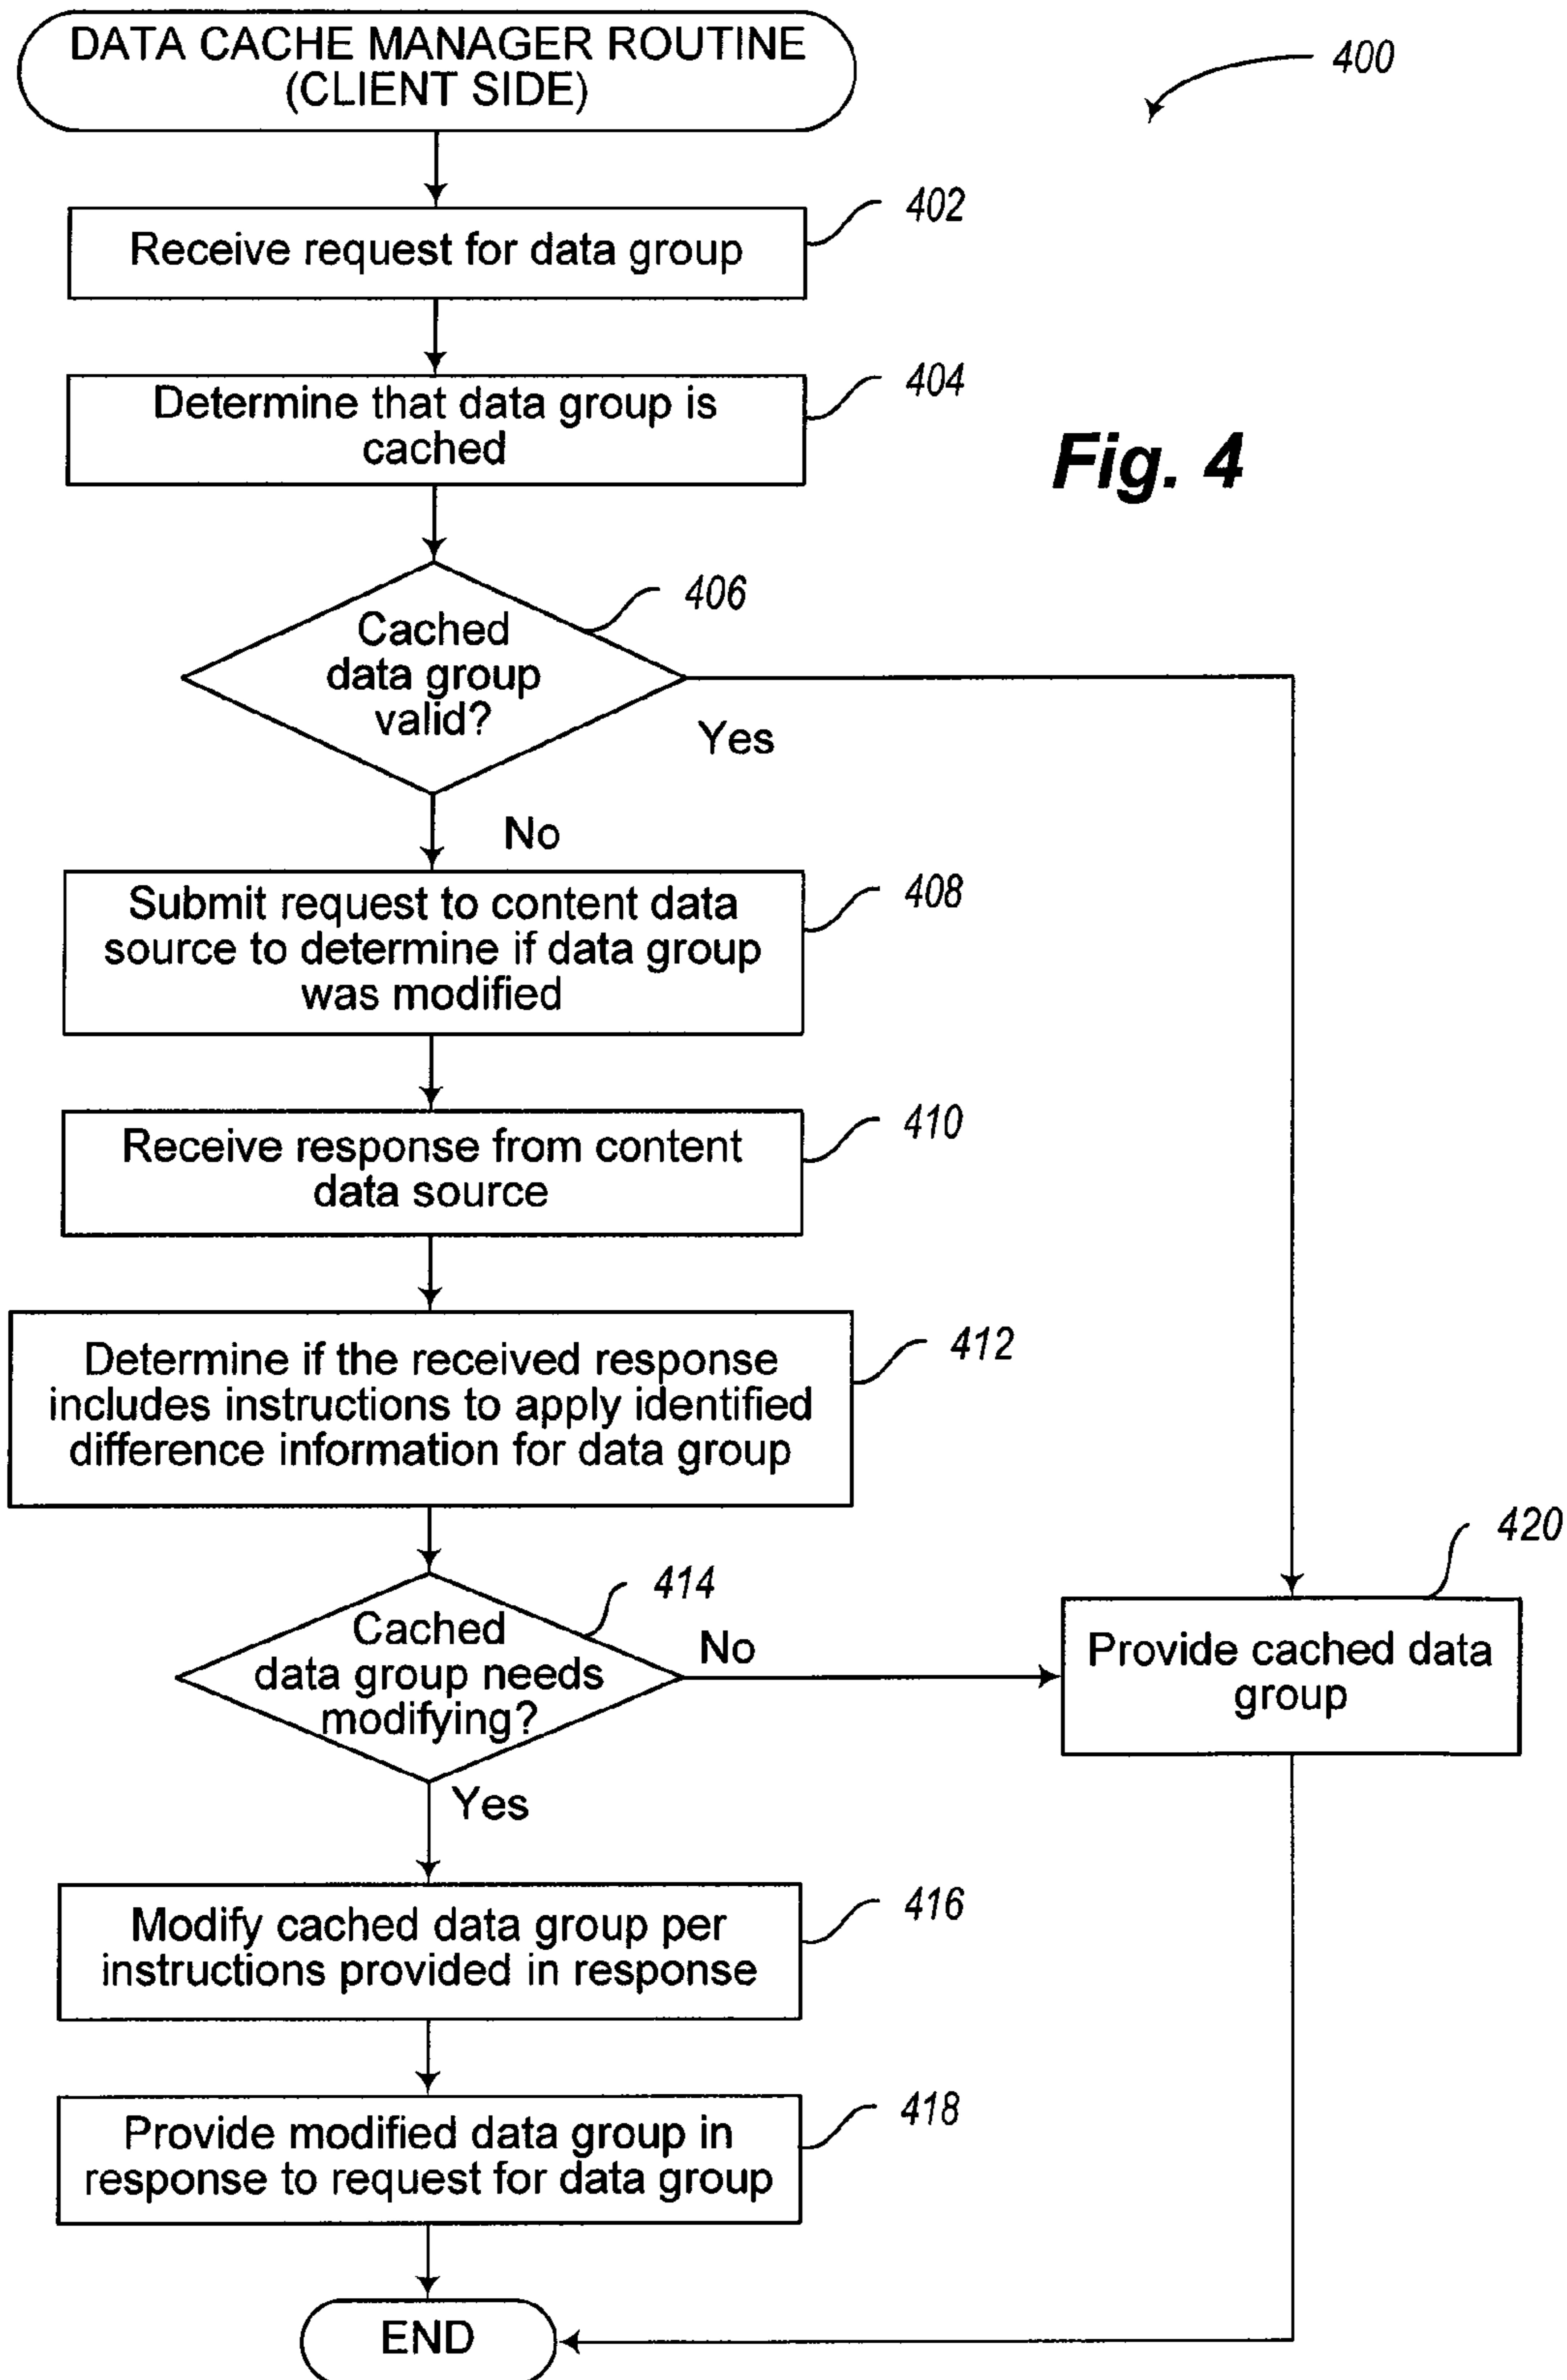 DATA CACHE MANAGER ROUTINE
(CLIENT SIDE)
400
402
Receive request for data group
404
Determine that data group is
cached
Fig. 4
406
Cached
data group
valid?
Yes
No
408
Submit request to content data
source to determine if data group
was modified
410
Receive response from content
data source
412
Determine if the received response
includes instructions to apply identified
difference information for data group
414
Cached
data group needs
modifying?
No
420
Provide cached data
group
Yes
416
Modify cached data group per
instructions provided in response
418
Provide modified data group in
response to request for data group
END